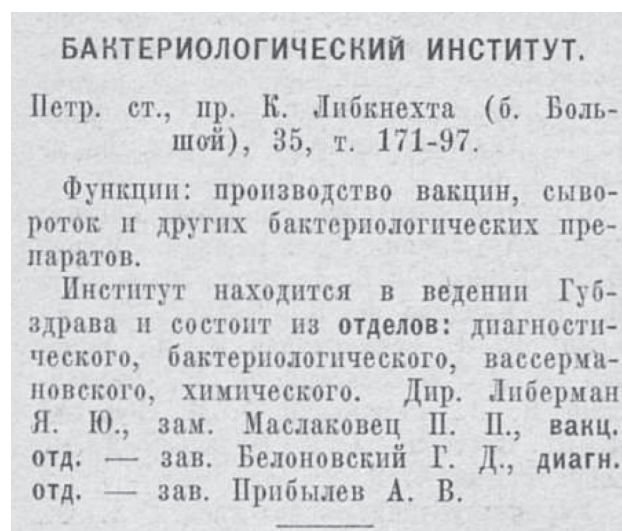 БАКТЕРИОЛОГИЧЕСКИЙ ИНСТИТУТ.
Петр. ст., пр. К. Либкнехта (б. Боль-
шой), 35, т. 171-97.
Функции: производство вакцин, сыво-
роток и других бактериологических пре-
паратов.
Институт находится в ведении Губ-
здрава и состоит из отделов: диагности-
ческого, бактериологического, вассерма-
новского, химического. Дир. Либерман
Я. Ю., зам. Маслаковец П. П., вакц.
отд. — зав. Белоновский Г. Д., диагн.
отд. — зав. Прибылев А. В.